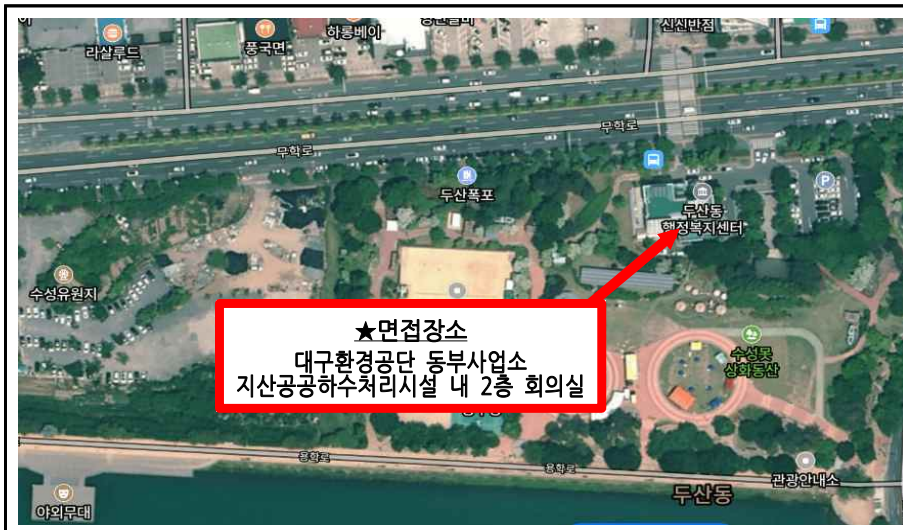 라살루드
풍국면
하롱베이
신신반점
무학로
무학로
두산폭포
두산동
행정복지센터
P
수성유원지
★면접장소
대구환경공단 동부사업소
지산공공하수처리시설 내 2층 회의실
수성못
상화동산
용학로
용학로
관광안내소
두산동
야외무대